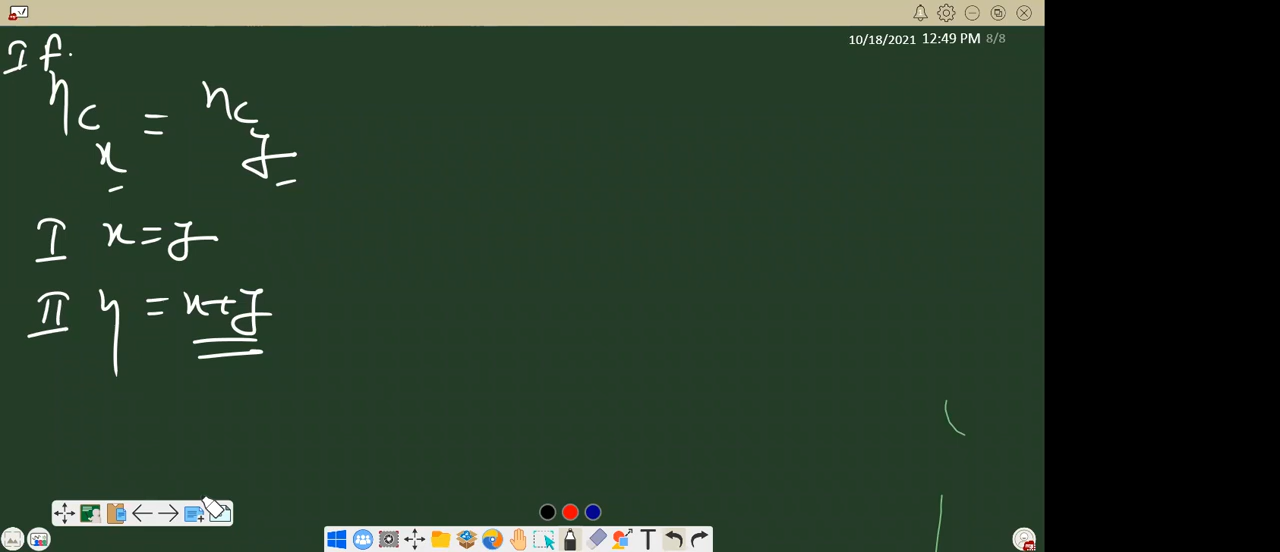 10/18/2021 12:49 PM 8/8
If.
nCx = nCy
I x = y
II n = x+y
T